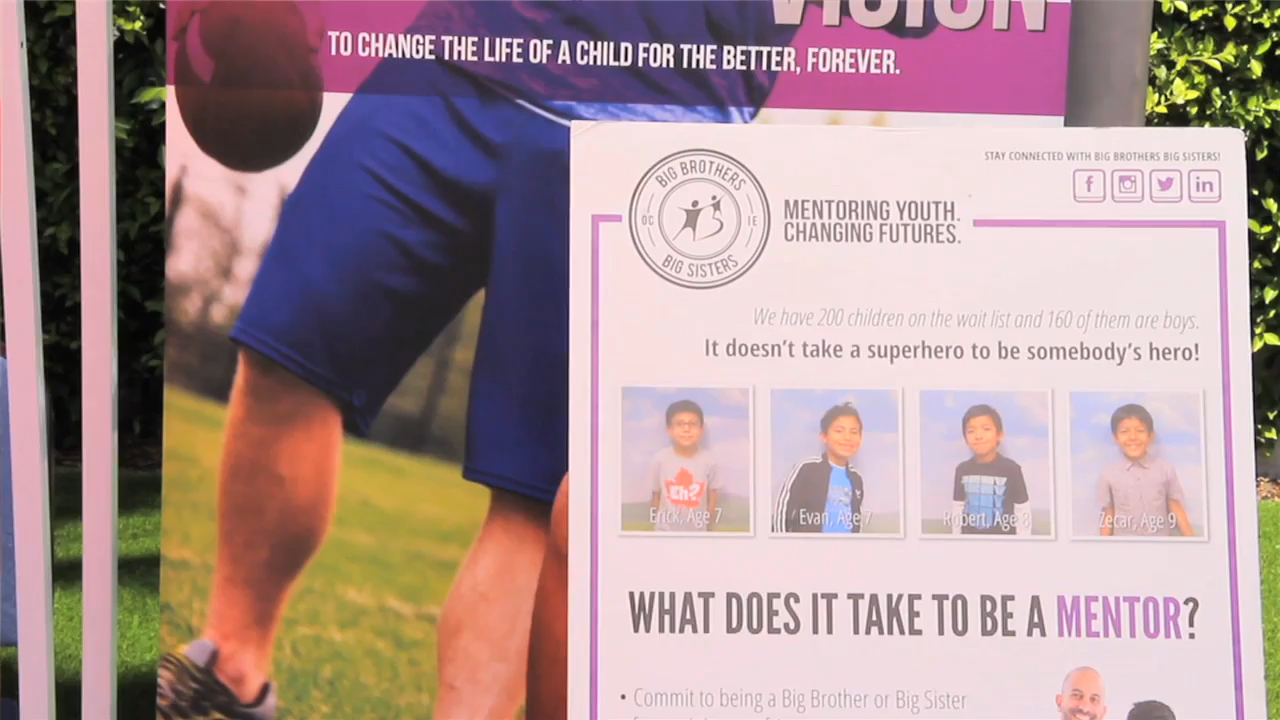 VISION
TO CHANGE THE LIFE OF A CHILD FOR THE BETTER, FOREVER.
STAY CONNECTED WITH BIG BROTHERS BIG SISTERS!
f
in
BIG BROTHERS
OC
IE
BIG SISTERS
MENTORING YOUTH.
CHANGING FUTURES.
We have 200 children on the wait list and 160 of them are boys.
It doesn't take a superhero to be somebody's hero!
Eh?
Erick, Age 7
Evan, Age 7
Robert, Age 8
Zecar, Age 9
WHAT DOES IT TAKE TO BE A MENTOR?
• Commit to being a Big Brother or Big Sister